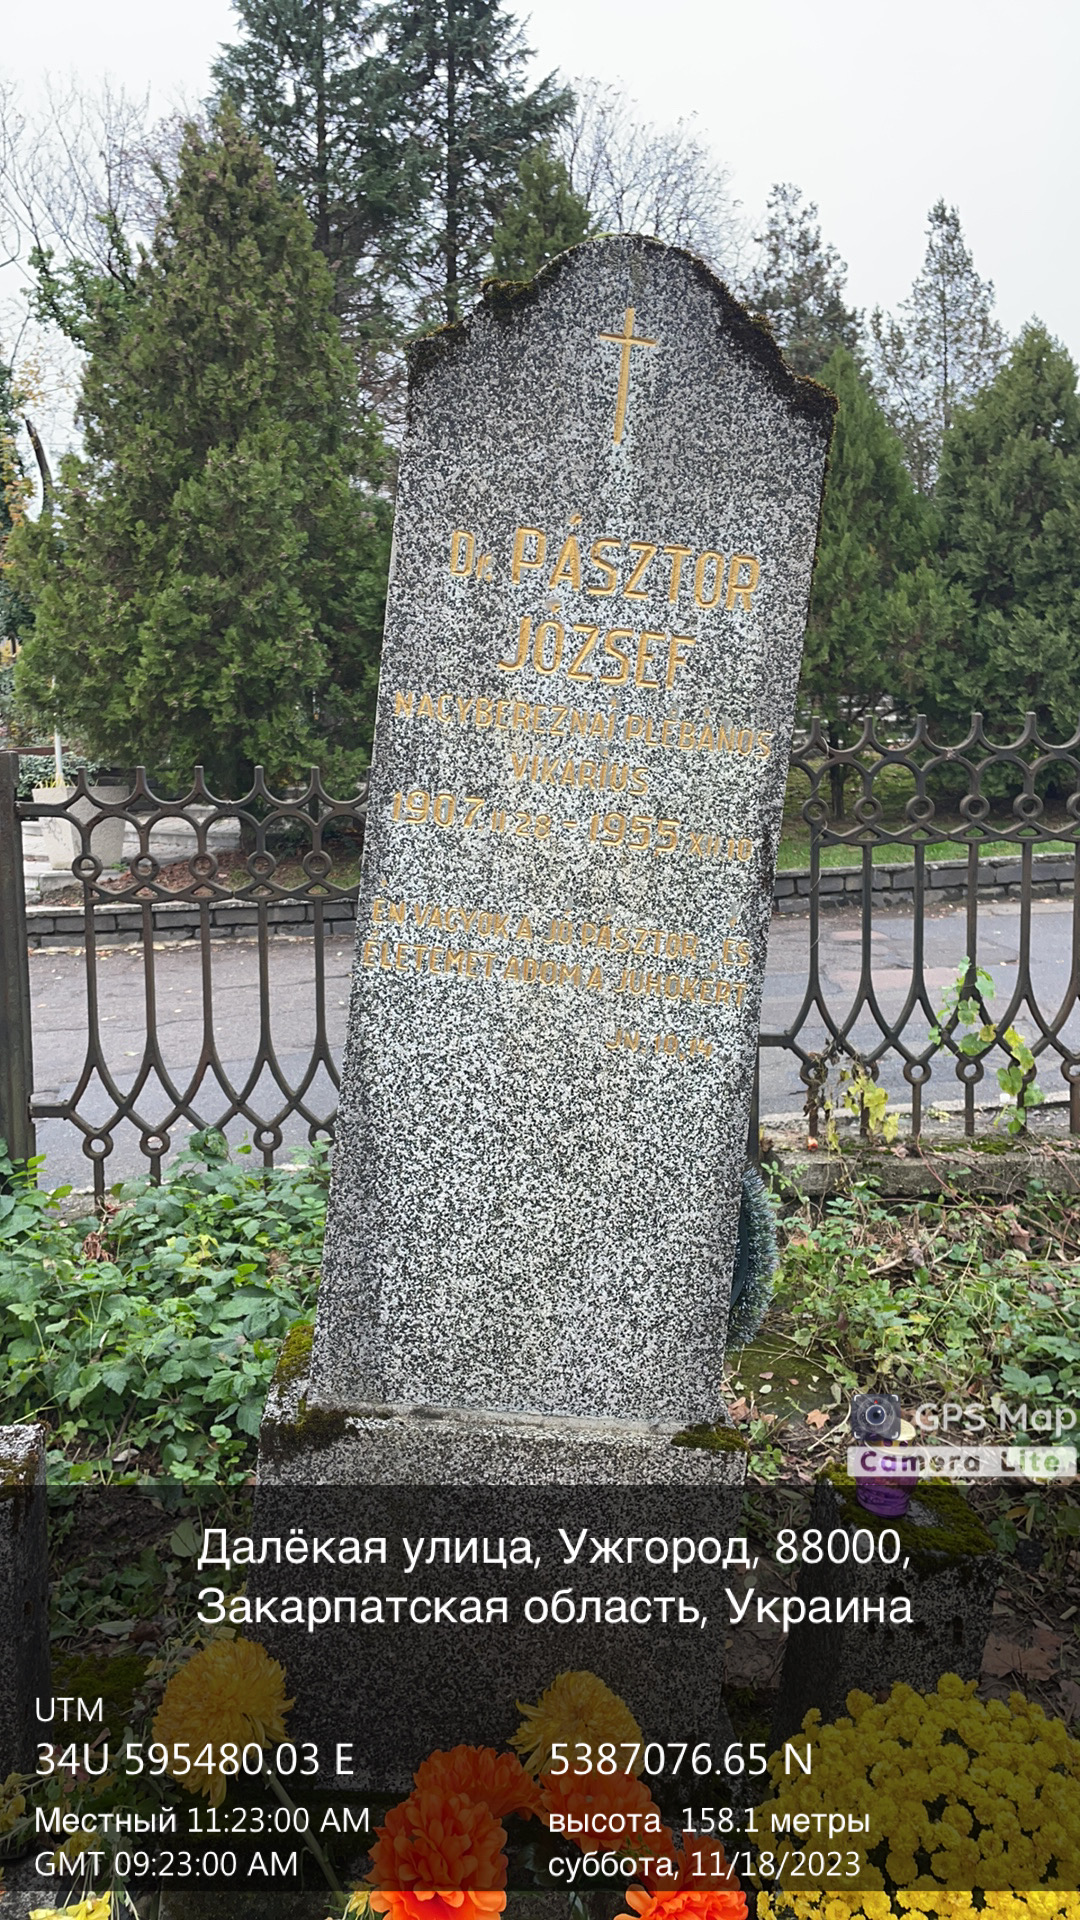 Dr. PÁSZTOR
JÓZSEF
NAGYBEREZNAI PLÉBÁNOS
VIKÁRIUS
1907. II 28 - 1955 XII 10
ÉN VAGYOK A JÓ PÁSZTOR, ÉS
ÉLETEMET ADOM A JUHOKÉRT
JN. 10,14
GPS Map
Camera Lite
Далёкая улица, Ужгород, 88000,
Закарпатская область, Украина
UTM
34U 595480.03 E
5387076.65 N
Местный 11:23:00 AM
высота 158.1 метры
GMT 09:23:00 AM
суббота, 11/18/2023